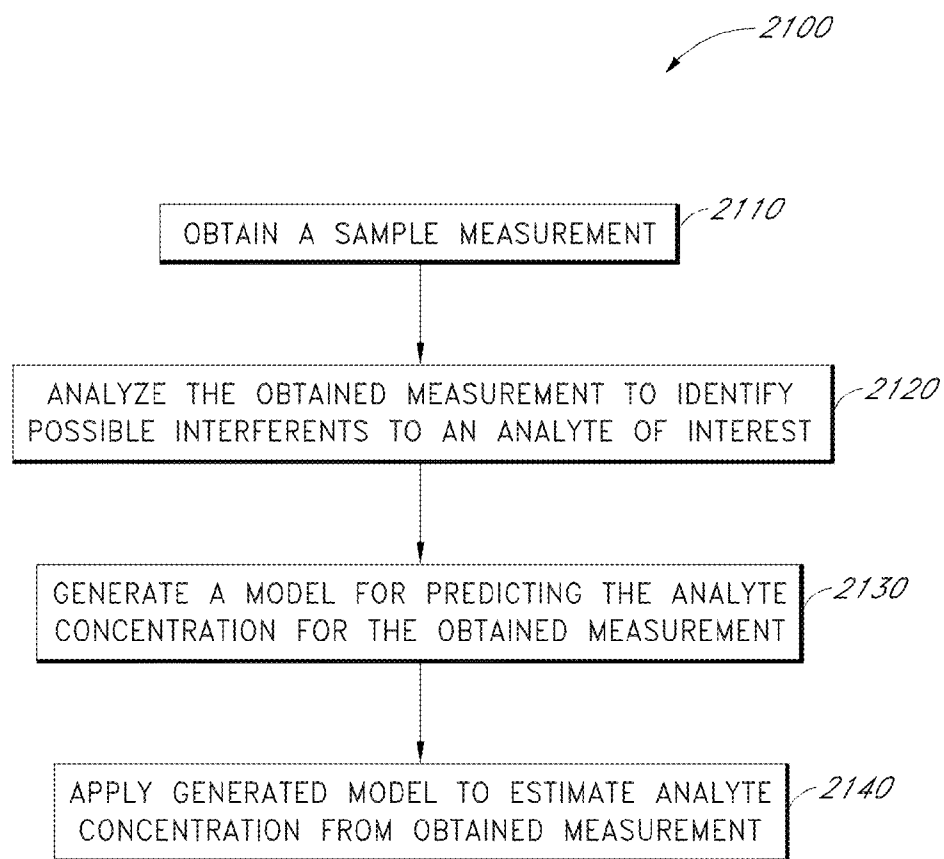 2100
OBTAIN A SAMPLE MEASUREMENT
2110
ANALYZE THE OBTAINED MEASUREMENT TO IDENTIFY
POSSIBLE INTERFERENTS TO AN ANALYTE OF INTEREST
2120
GENERATE A MODEL FOR PREDICTING THE ANALYTE
CONCENTRATION FOR THE OBTAINED MEASUREMENT
2130
APPLY GENERATED MODEL TO ESTIMATE ANALYTE
CONCENTRATION FROM OBTAINED MEASUREMENT
2140